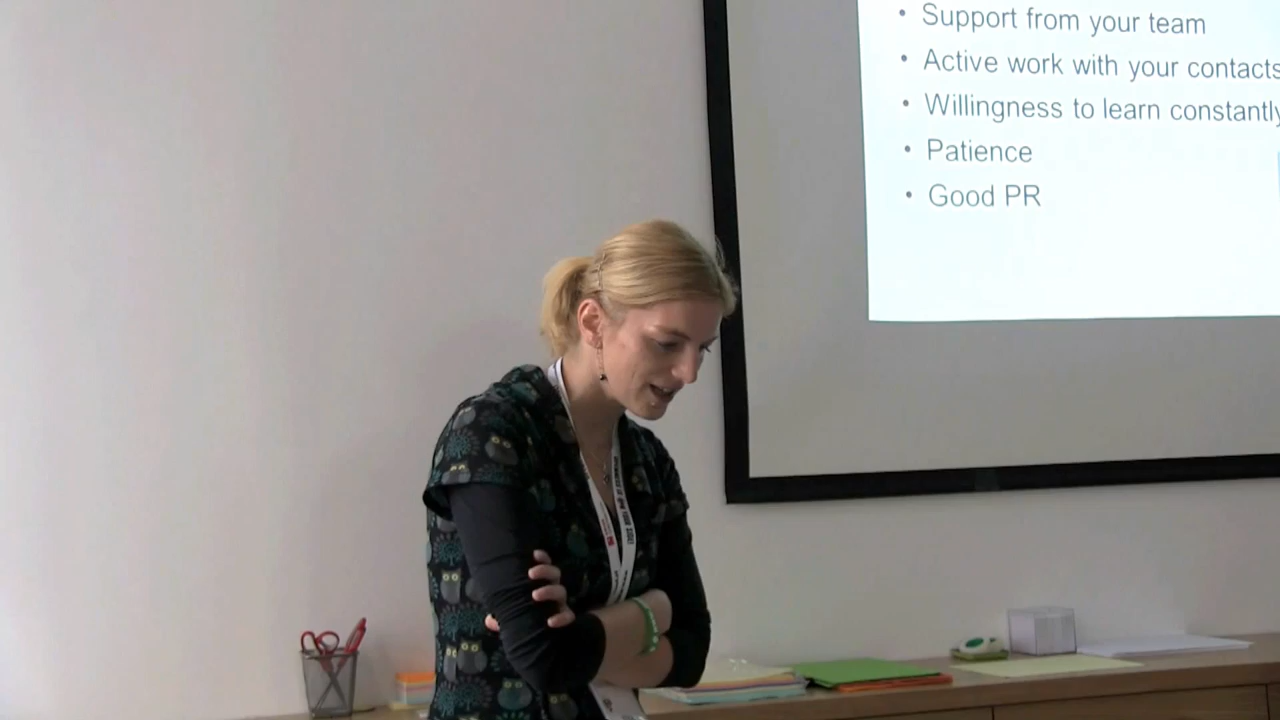 • Support from your team
• Active work with your contacts
• Willingness to learn constantly
• Patience
• Good PR